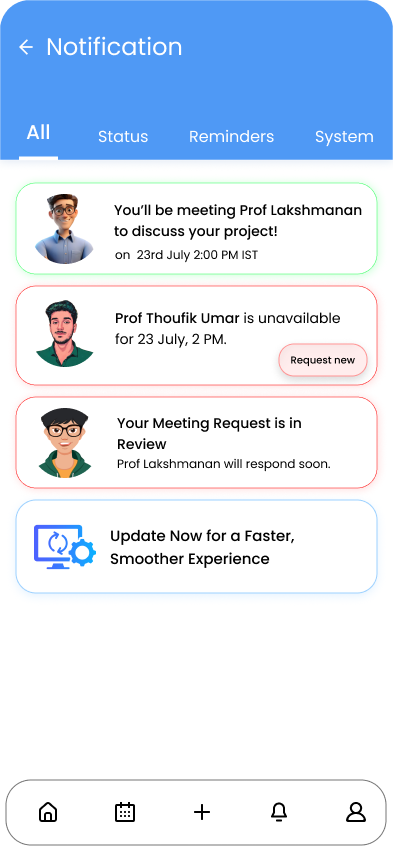 Notification
All Status Reminders System
You'll be meeting Prof Lakshmanan
to discuss your project!
on 23rd July 2:00 PM IST
Prof Thoufik Umar is unavailable
for 23 July, 2 PM.
Request new
Your Meeting Request is in
Review
Prof Lakshmanan will respond soon.
Update Now for a Faster,
Smoother Experience